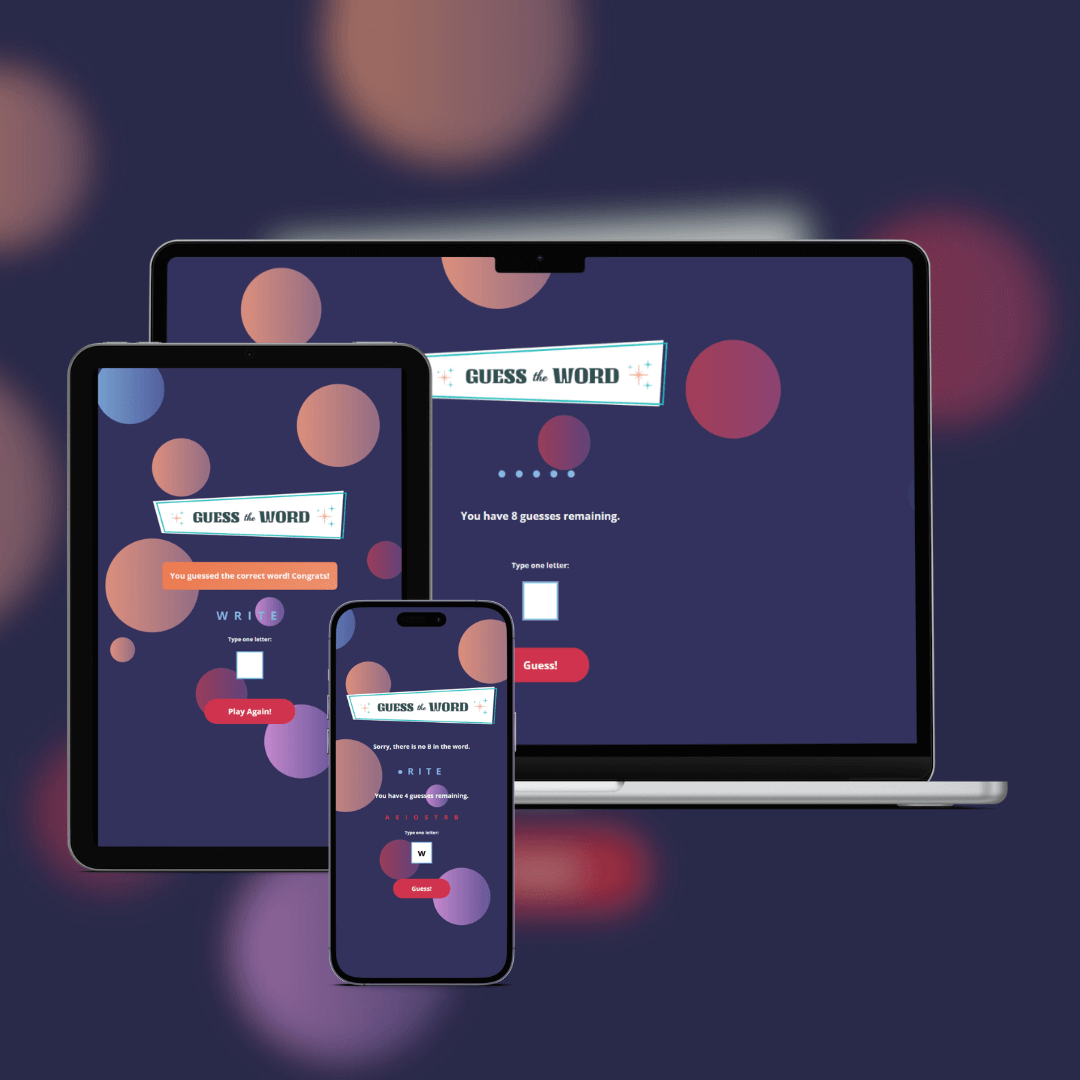 GUESS the WORD
You have 8 guesses remaining.
Type one letter:
Guess!
GUESS the WORD
You guessed the correct word! Congrats!
WRITE
Type one letter:
Play Again!
GUESS the WORD
Sorry, there is no B in the word.
●RITE
You have 4 guesses remaining.
Type one letter:
W
Guess!